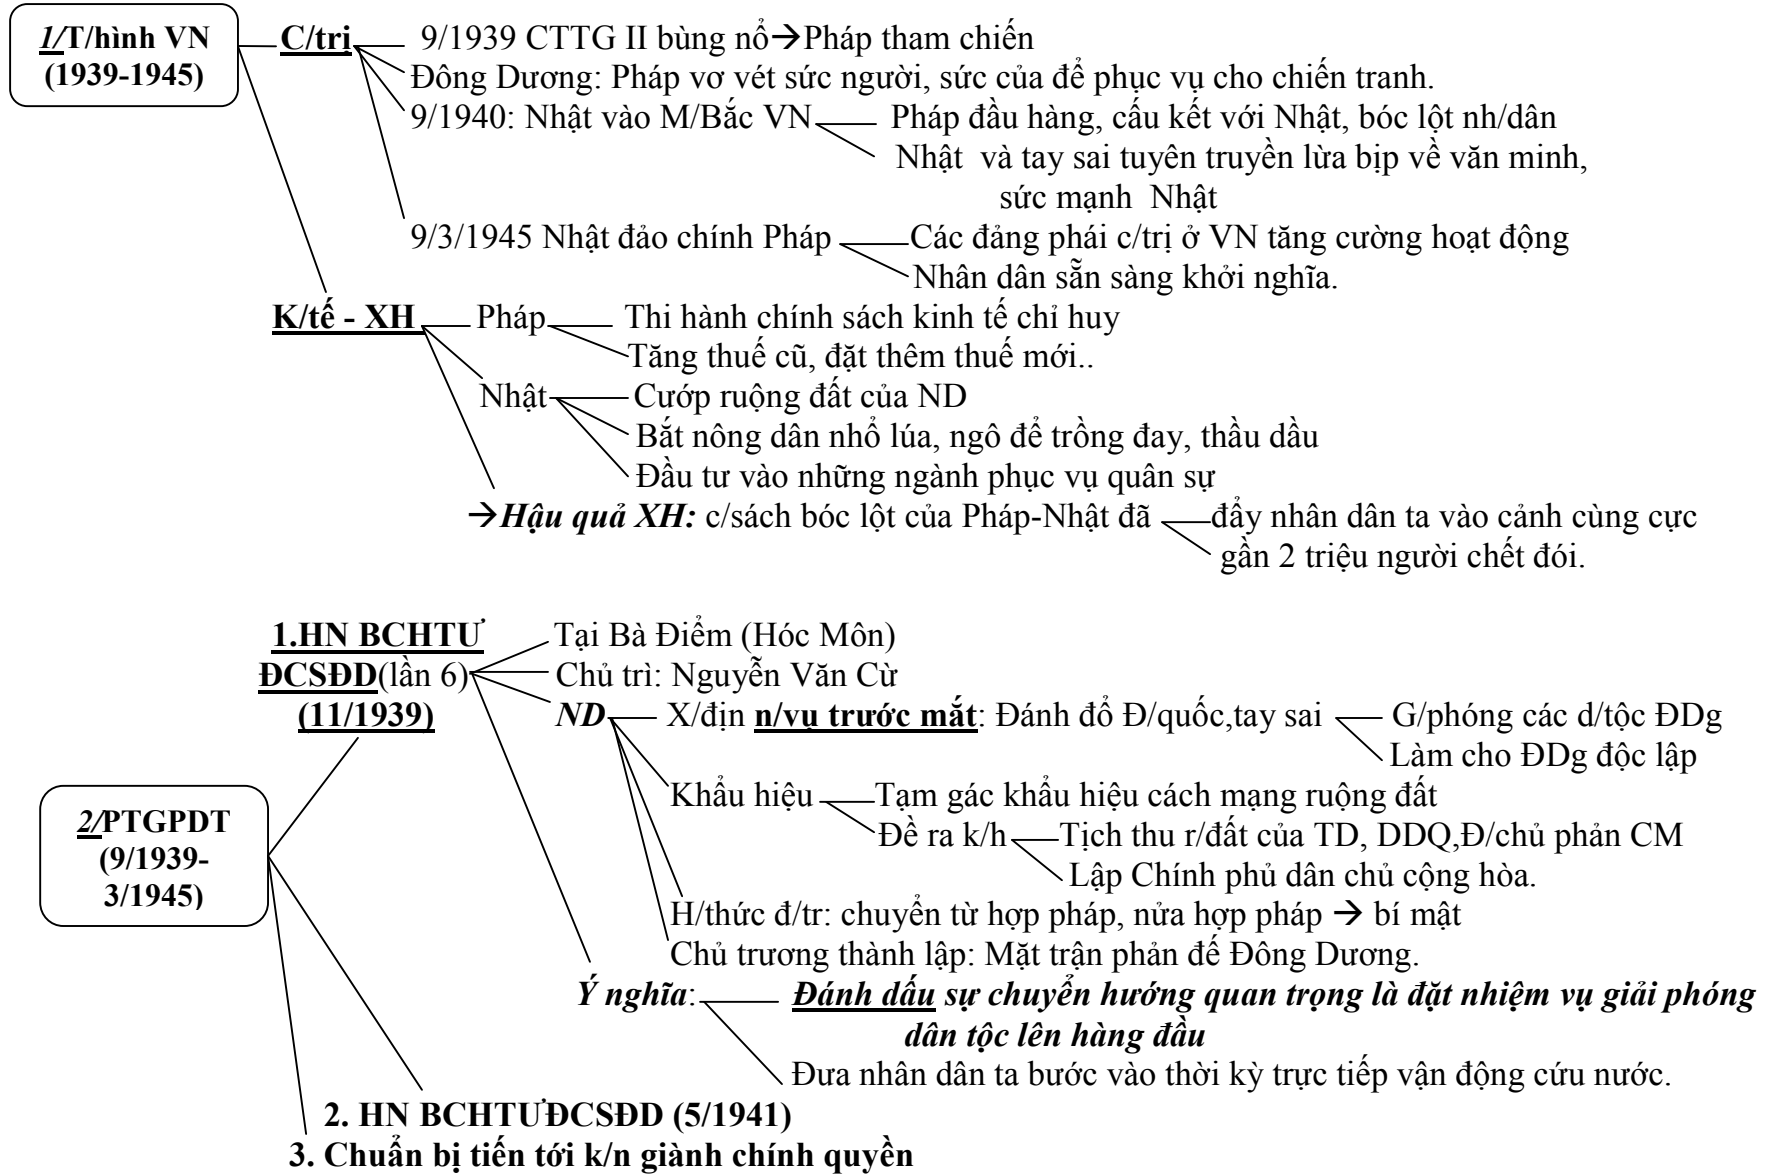 1/T/hình VN
(1939-1945)
C/trị
9/1939 CTTG II bùng nổ→Pháp tham chiến
Đông Dương: Pháp vơ vét sức người, sức của để phục vụ cho chiến tranh.
9/1940: Nhật vào M/Bắc VN
Pháp đầu hàng, cấu kết với Nhật, bóc lột nh/dân
Nhật và tay sai tuyên truyền lừa bịp về văn minh,
sức mạnh Nhật
9/3/1945 Nhật đảo chính Pháp
Các đảng phái c/trị ở VN tăng cường hoạt động
Nhân dân sẵn sàng khởi nghĩa.
K/tế - XH
Pháp
Thi hành chính sách kinh tế chỉ huy
Tăng thuế cũ, đặt thêm thuế mới..
Nhật
Cướp ruộng đất của ND
Bắt nông dân nhổ lúa, ngô để trồng đay, thầu dầu
Đầu tư vào những ngành phục vụ quân sự
→Hậu quả XH: c/sách bóc lột của Pháp-Nhật đã
đẩy nhân dân ta vào cảnh cùng cực
gần 2 triệu người chết đói.
2/PTGPDT
(9/1939-
3/1945)
1.HN BCHTƯ
ĐCSĐD(lần 6)
(11/1939)
Tại Bà Điểm (Hóc Môn)
Chủ trì: Nguyễn Văn Cừ
ND
X/địn n/vụ trước mắt: Đánh đổ Đ/quốc,tay sai
G/phóng các d/tộc ĐDg
Làm cho ĐDg độc lập
Khẩu hiệu
Tạm gác khẩu hiệu cách mạng ruộng đất
Đề ra k/h
Tịch thu r/đất của TD, DDQ,Đ/chủ phản CM
Lập Chính phủ dân chủ cộng hòa.
H/thức đ/tr: chuyển từ hợp pháp, nửa hợp pháp → bí mật
Chủ trương thành lập: Mặt trận phản đế Đông Dương.
Ý nghĩa:
Đánh dấu sự chuyển hướng quan trọng là đặt nhiệm vụ giải phóng
dân tộc lên hàng đầu
Đưa nhân dân ta bước vào thời kỳ trực tiếp vận động cứu nước.
2. HN BCHTƯĐCSĐD (5/1941)
3. Chuẩn bị tiến tới k/n giành chính quyền